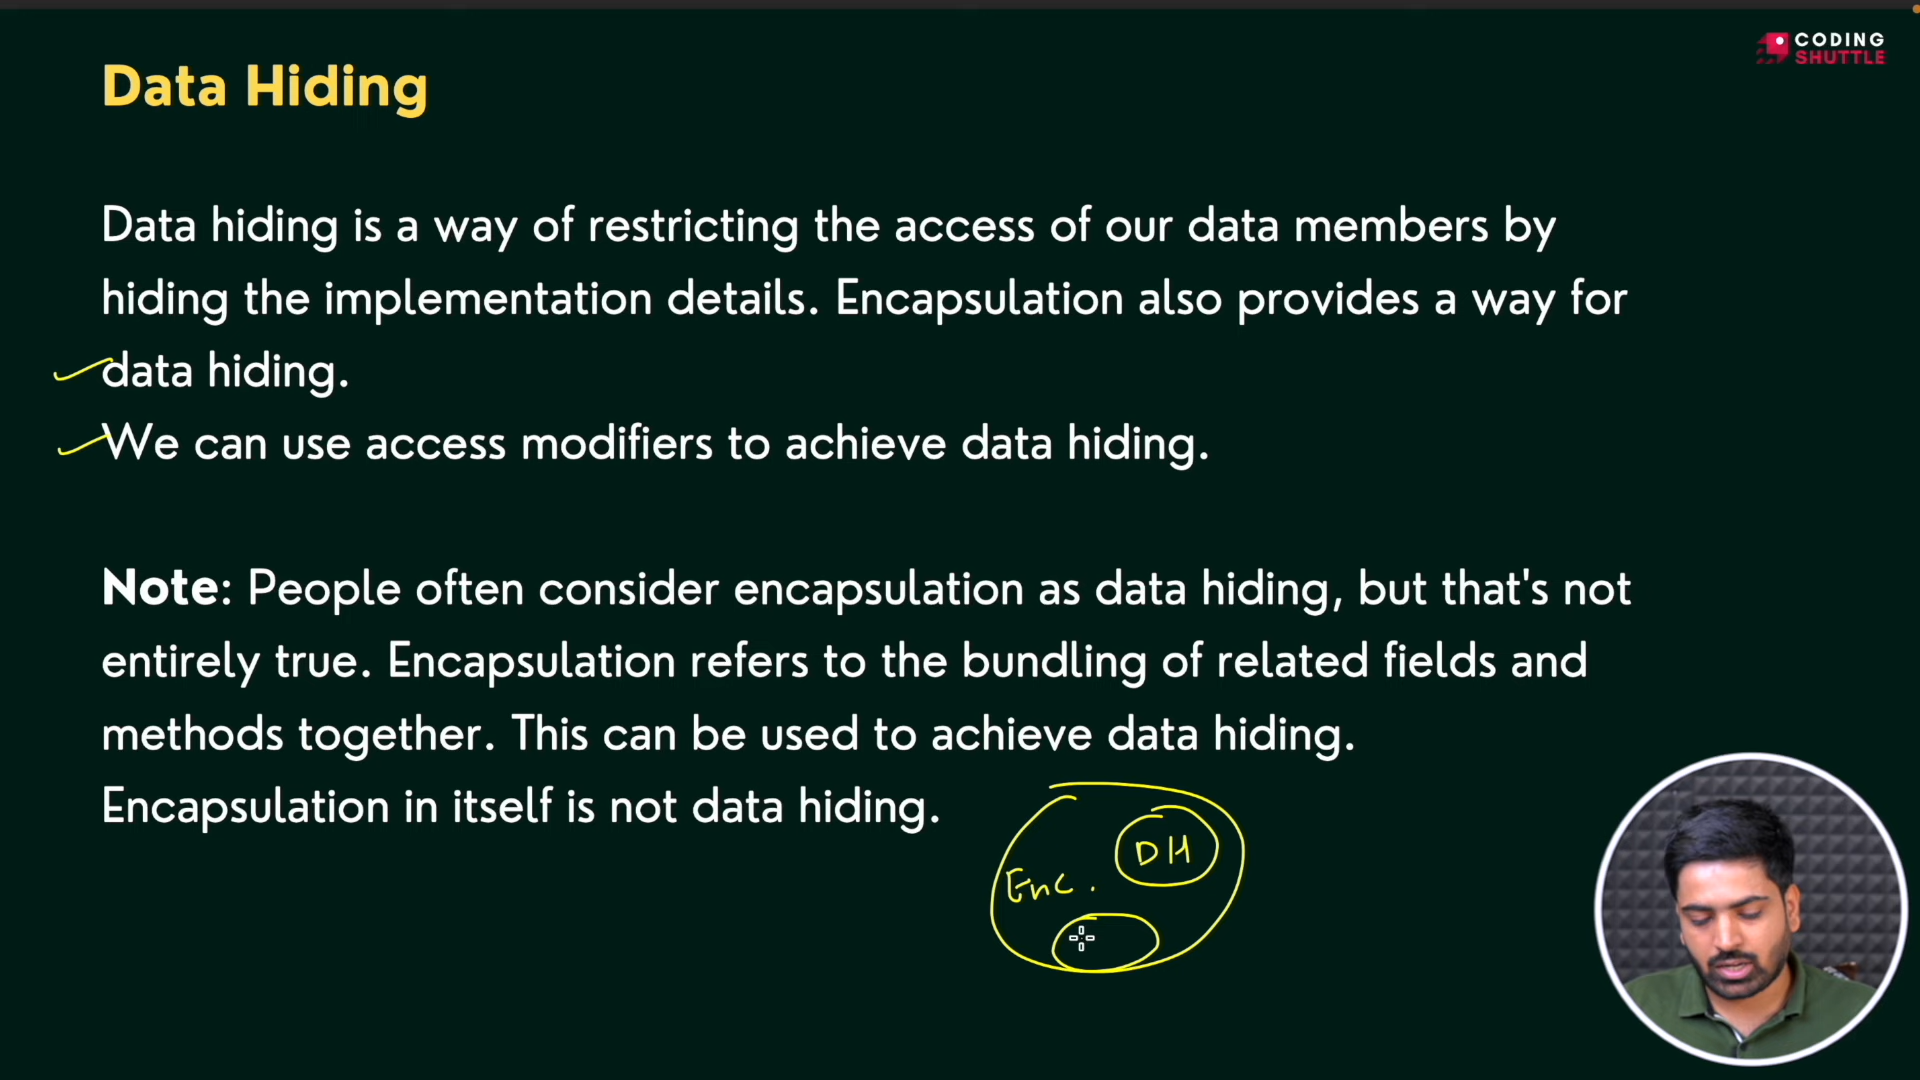 CODING
SHUTTLE
Data Hiding
Data hiding is a way of restricting the access of our data members by
hiding the implementation details. Encapsulation also provides a way for
data hiding.
We can use access modifiers to achieve data hiding.
Note: People often consider encapsulation as data hiding, but that's not
entirely true. Encapsulation refers to the bundling of related fields and
methods together. This can be used to achieve data hiding.
Encapsulation in itself is not data hiding.
DH
Enc.